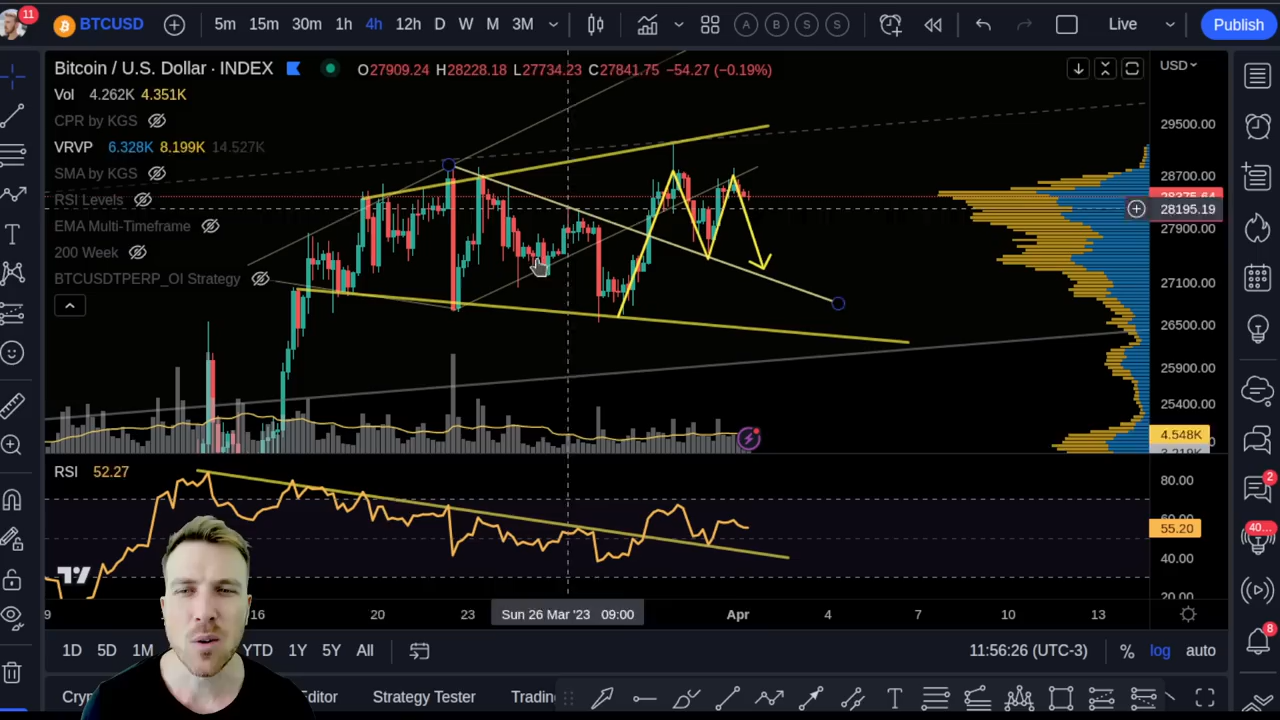 11 BTCUSD 5m 15m 30m 1h 4h 12h D W M 3M A B S S Live Publish
Bitcoin / U.S. Dollar · INDEX O27909.24 H28228.18 L27734.23 C27841.75 −54.27 (−0.19%) USD
Vol 4.262K 4.351K
CPR by KGS
VRVP 6.328K 8.199K 14.527K
SMA by KGS
RSI Levels
EMA Multi-Timeframe
200 Week
BTCUSDTPERP_OI Strategy
29500.00
28700.00
28195.19
27900.00
27100.00
26500.00
25900.00
25400.00
4.548K
RSI 52.27
80.00
55.20
40.00
20.00
2
40...
8
9 16 20 23 Sun 26 Mar '23 09:00 Apr 4 7 10 13
1D 5D 1M YTD 1Y 5Y All 11:56:26 (UTC-3) % log auto
Strategy Tester